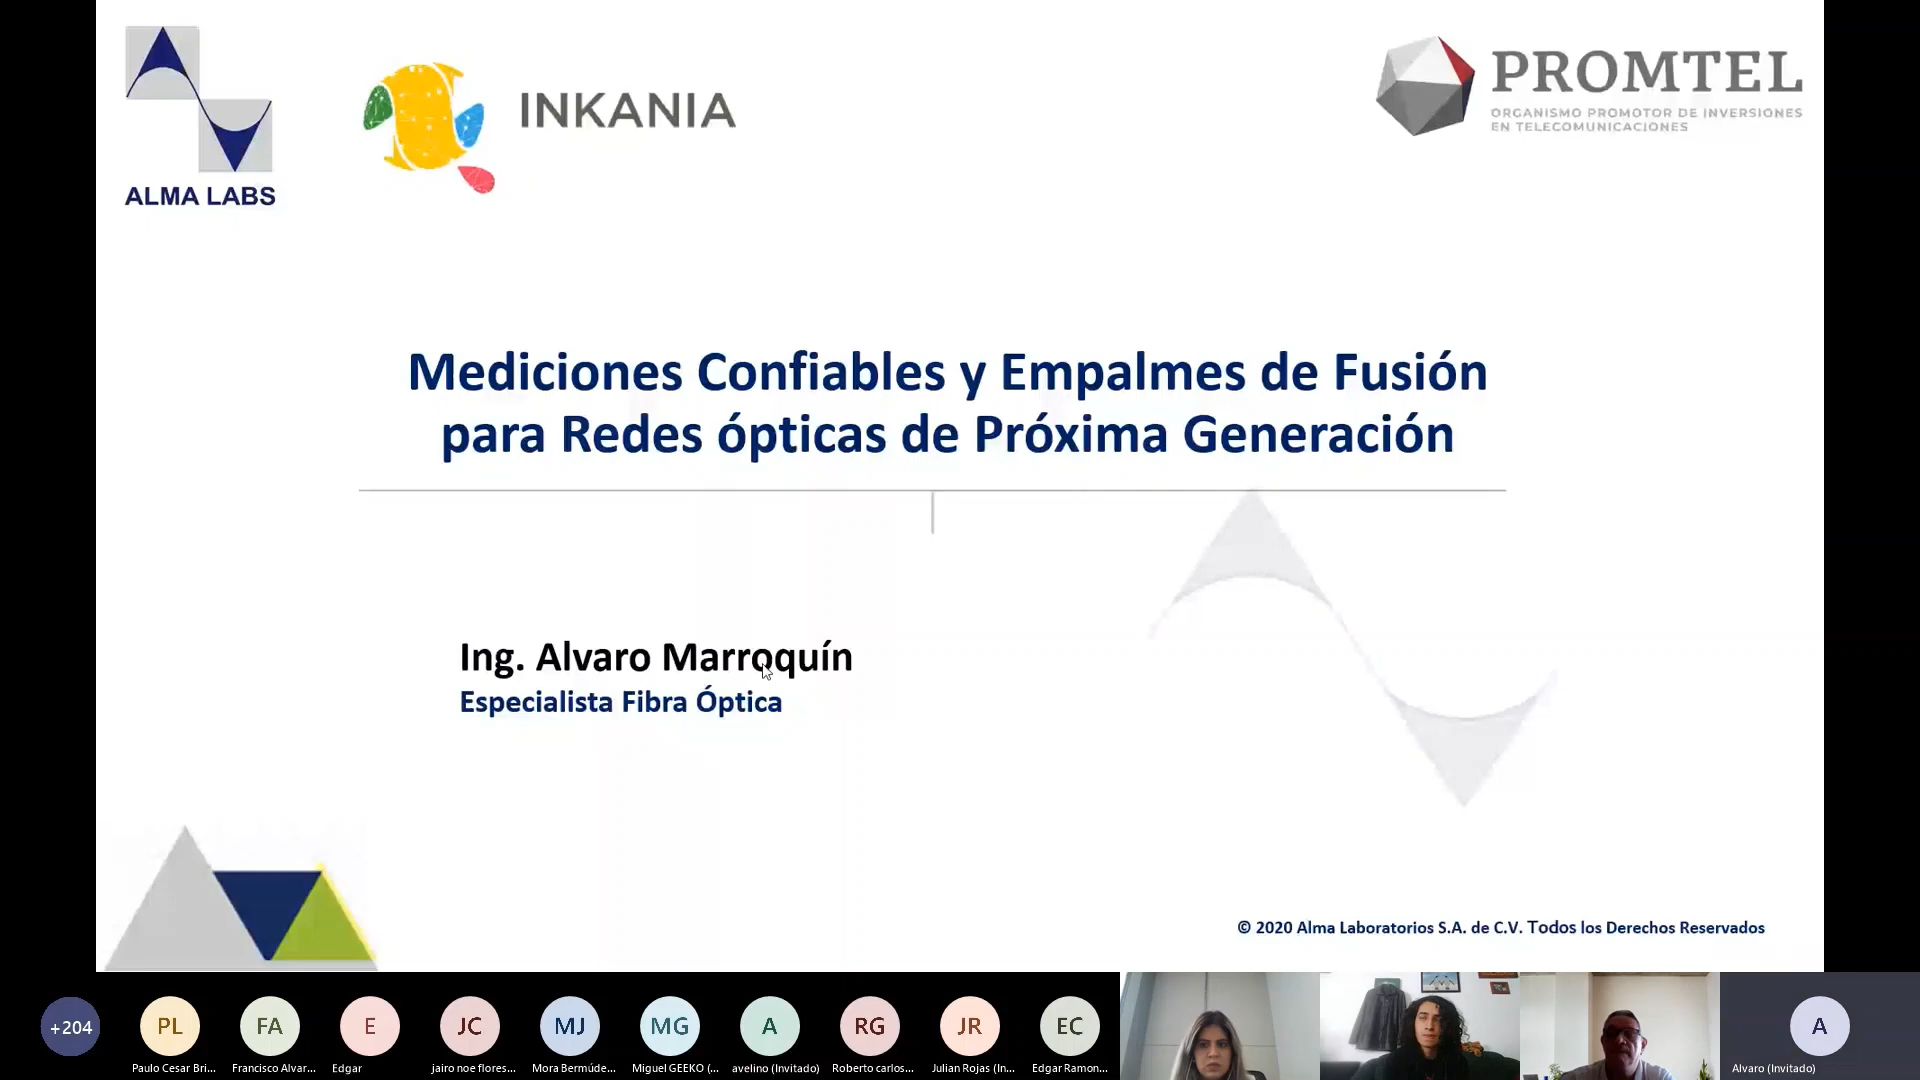 ALMA LABS
INKANIA
PROMTEL
ORGANISMO PROMOTOR DE INVERSIONES
EN TELECOMUNICACIONES
Mediciones Confiables y Empalmes de Fusión
para Redes ópticas de Próxima Generación
Ing. Alvaro Marroquín
Especialista Fibra Óptica
© 2020 Alma Laboratorios S.A. de C.V. Todos los Derechos Reservados
+204
PL
FA
E
JC
MJ
MG
A
RG
JR
EC
A
Paulo Cesar Bri...
Francisco Alvar...
Edgar
jairo noe flores...
Mora Bermúde...
Miguel GEEKO (...
avelino (Invitado)
Roberto carlos...
Julian Rojas (In...
Edgar Ramon...
Alvaro (Invitado)